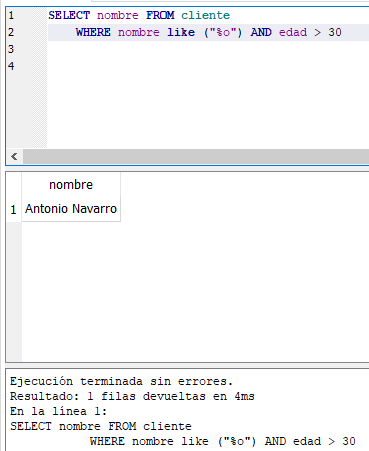 1 SELECT nombre FROM cliente
2 WHERE nombre like ("%o") AND edad > 30
3
4
nombre
1 Antonio Navarro
Ejecución terminada sin errores.
Resultado: 1 filas devueltas en 4ms
En la línea 1:
SELECT nombre FROM cliente
WHERE nombre like ("%o") AND edad > 30